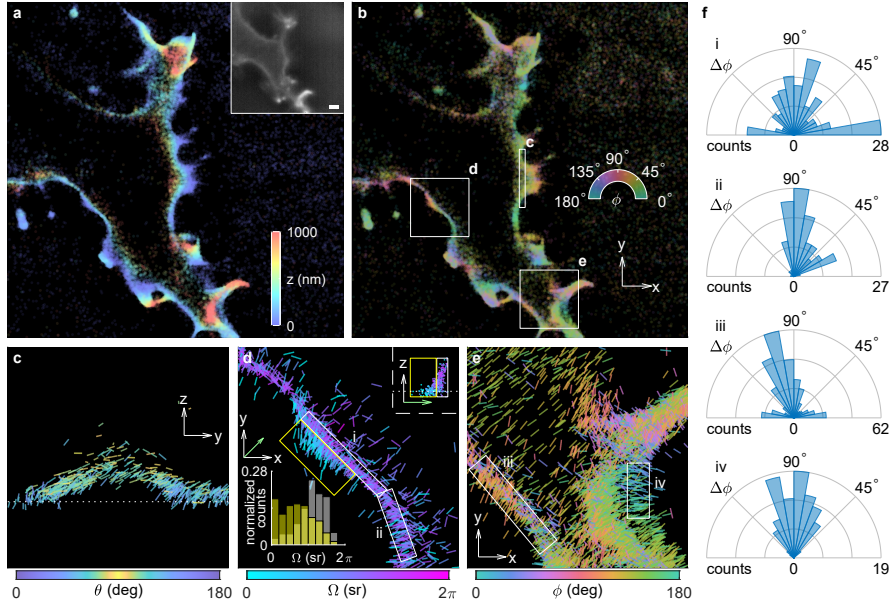 a
1000
z (nm)
0
b
c
d
e
90°
135°
45°
180°
0°
ϕ
y
x
c
z
y
0
θ (deg)
180
d
z
y
x
i
ii
0.28
normalized
counts
0
0
Ω (sr)
2π
0
Ω (sr)
2π
e
iii
iv
y
x
0
ϕ (deg)
180
f
i
Δϕ
90°
45°
counts
0
28
ii
Δϕ
90°
45°
counts
0
27
iii
Δϕ
90°
45°
counts
0
62
iv
Δϕ
90°
45°
counts
0
19